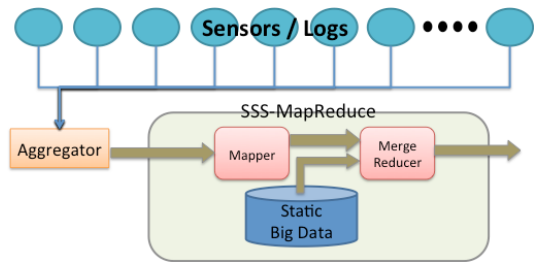 Sensors / Logs
SSS-MapReduce
Aggregator
Mapper
Merge
Reducer
Static
Big Data